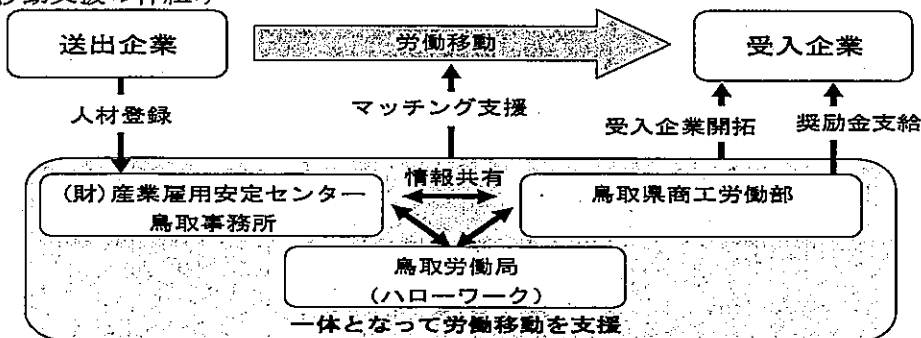 送出企業
労働移動
受入企業
人材登録
マッチング支援
受入企業開拓
奨励金支給
(財)産業雇用安定センター
鳥取事務所
情報共有
鳥取県商工労働部
鳥取労働局
(ハローワーク)
一体となって労働移動を支援